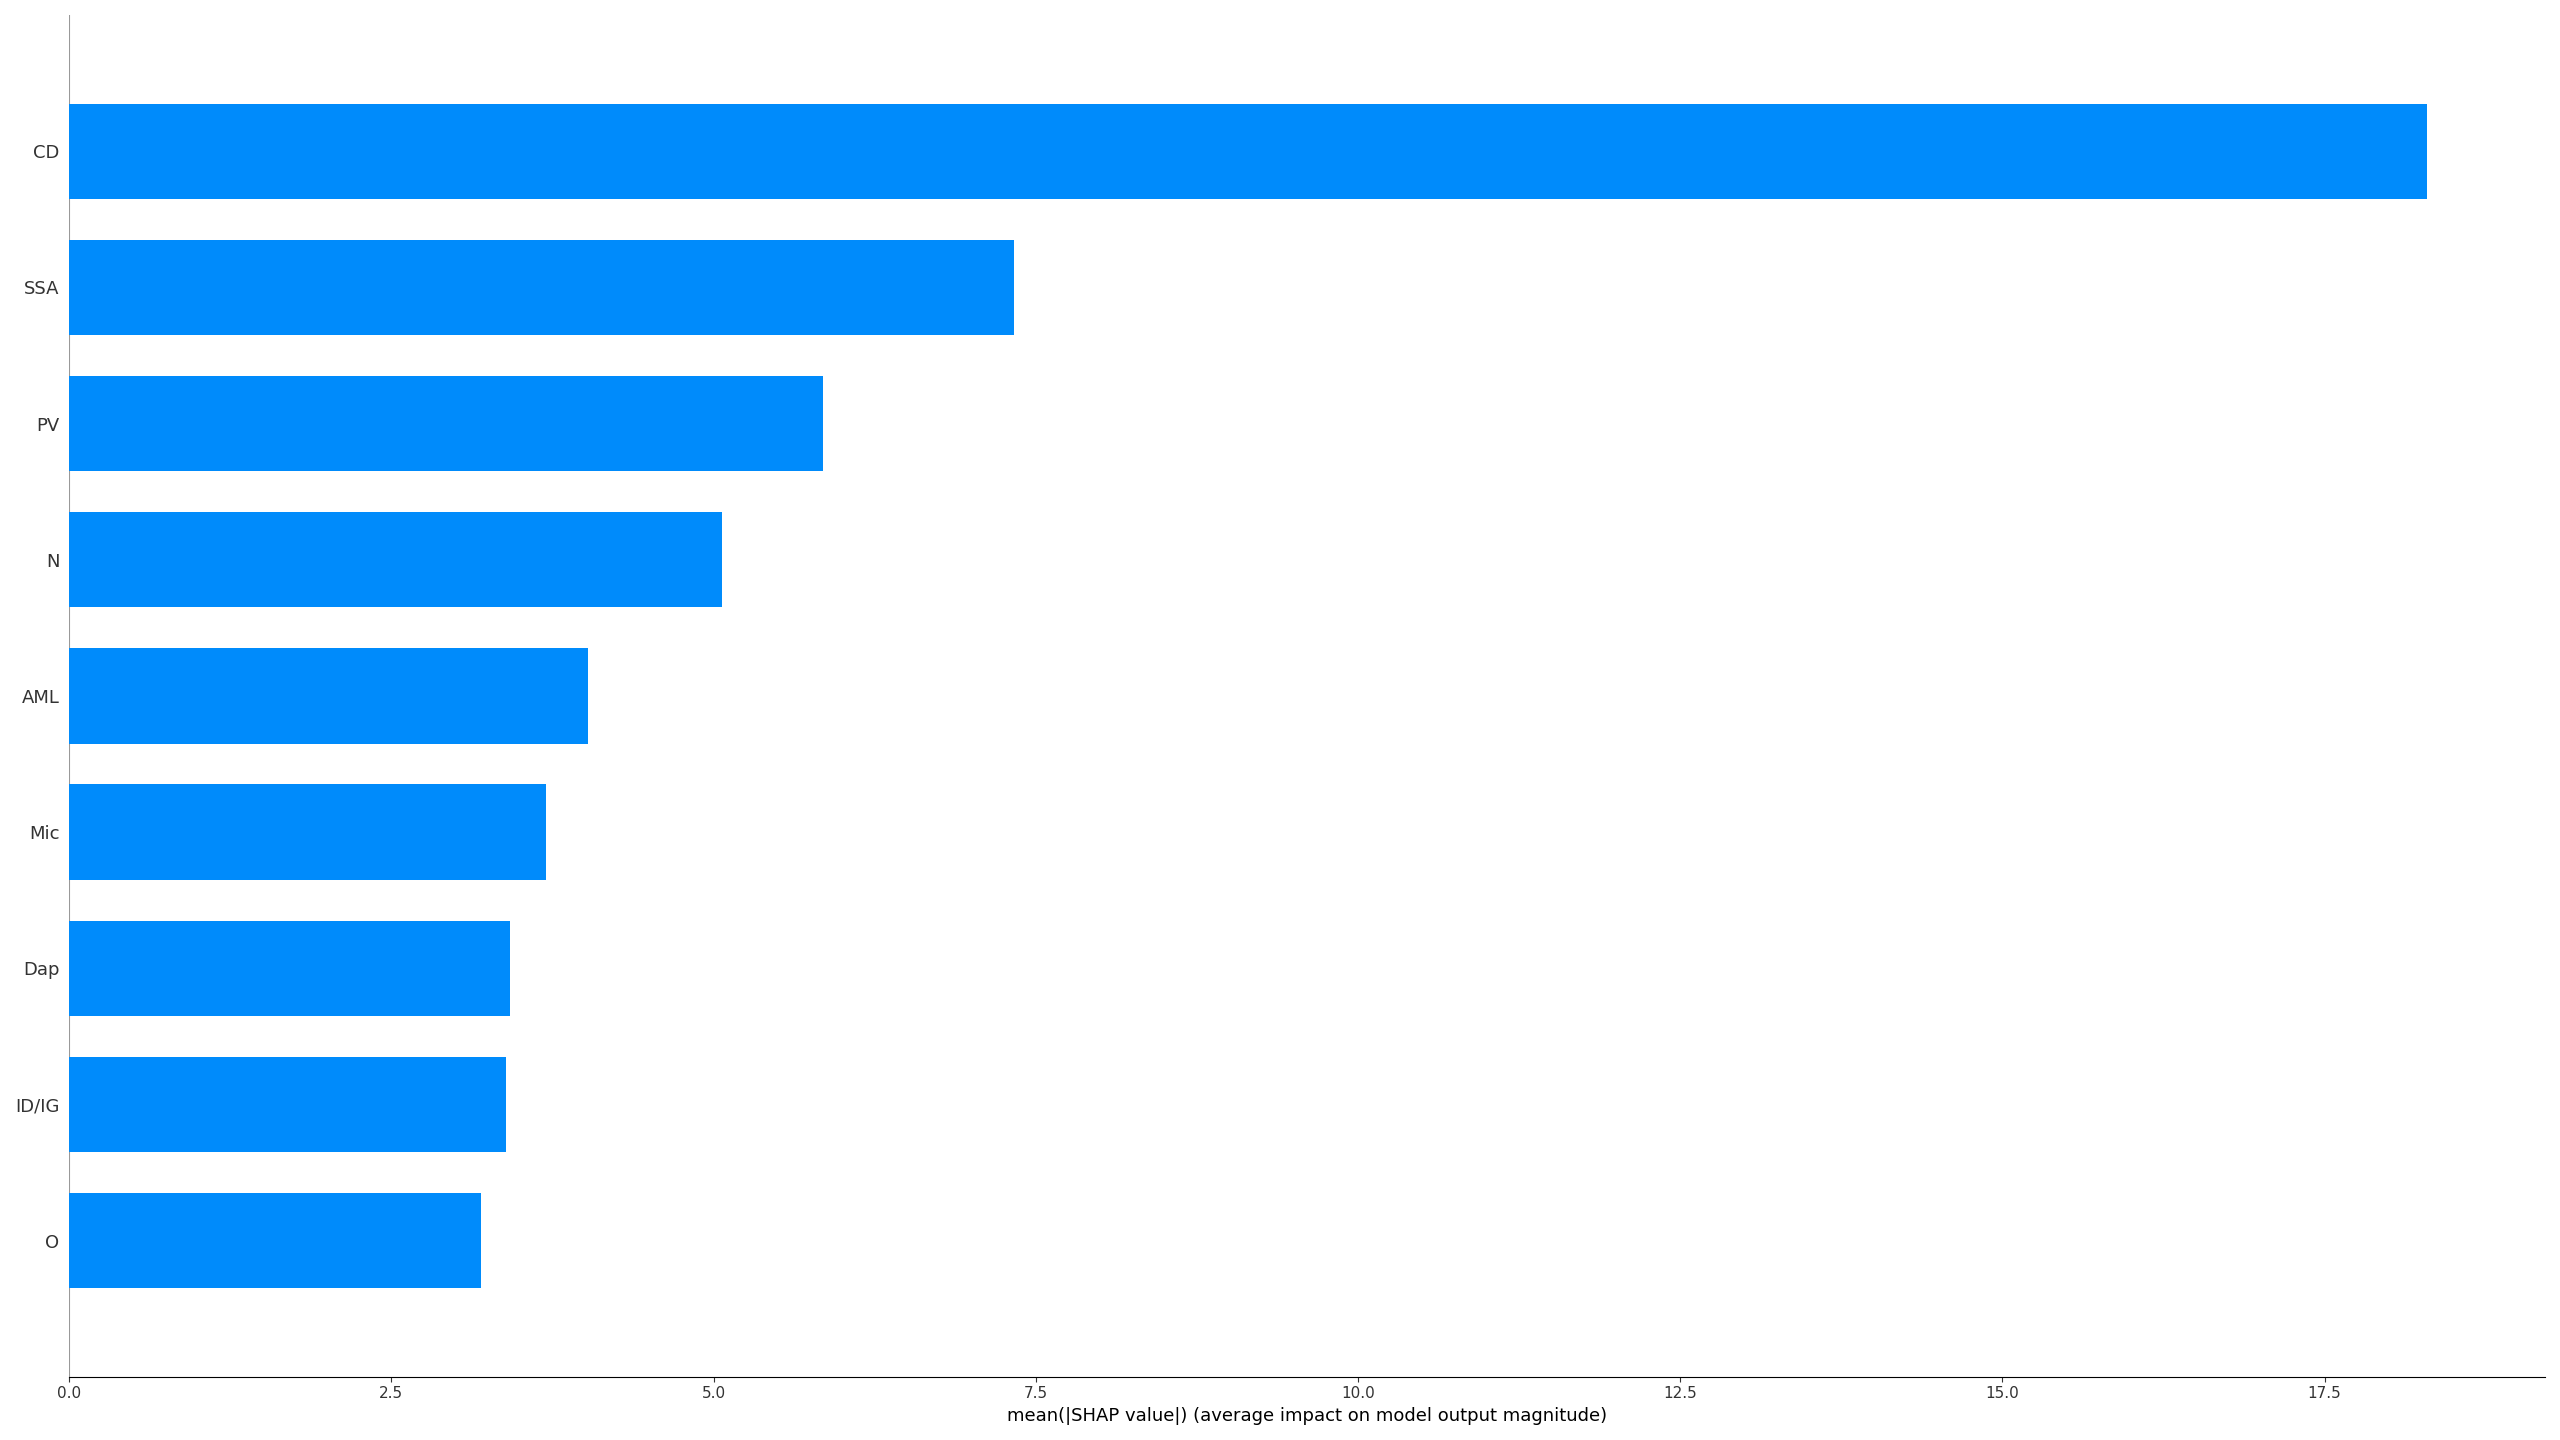 CD
SSA
PV
N
AML
Mic
Dap
ID/IG
O
0.0 2.5 5.0 7.5 10.0 12.5 15.0 17.5
mean(|SHAP value|) (average impact on model output magnitude)